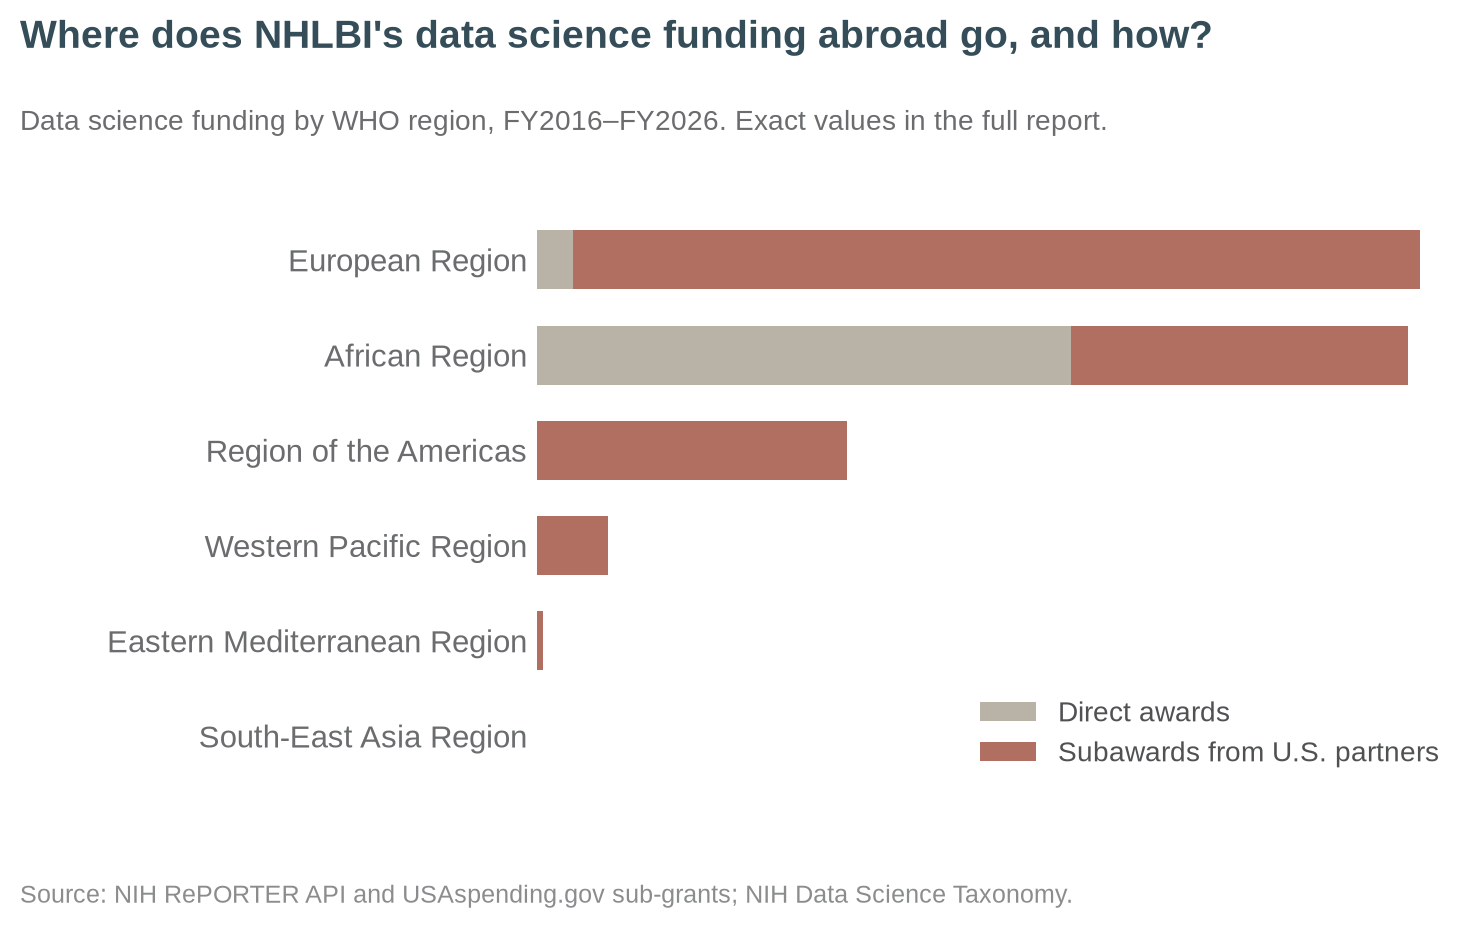 Where does NHLBI's data science funding abroad go, and how?
Data science funding by WHO region, FY2016–FY2026. Exact values in the full report.
European Region
African Region
Region of the Americas
Western Pacific Region
Eastern Mediterranean Region
South-East Asia Region
Direct awards
Subawards from U.S. partners
Source: NIH RePORTER API and USAspending.gov sub-grants; NIH Data Science Taxonomy.